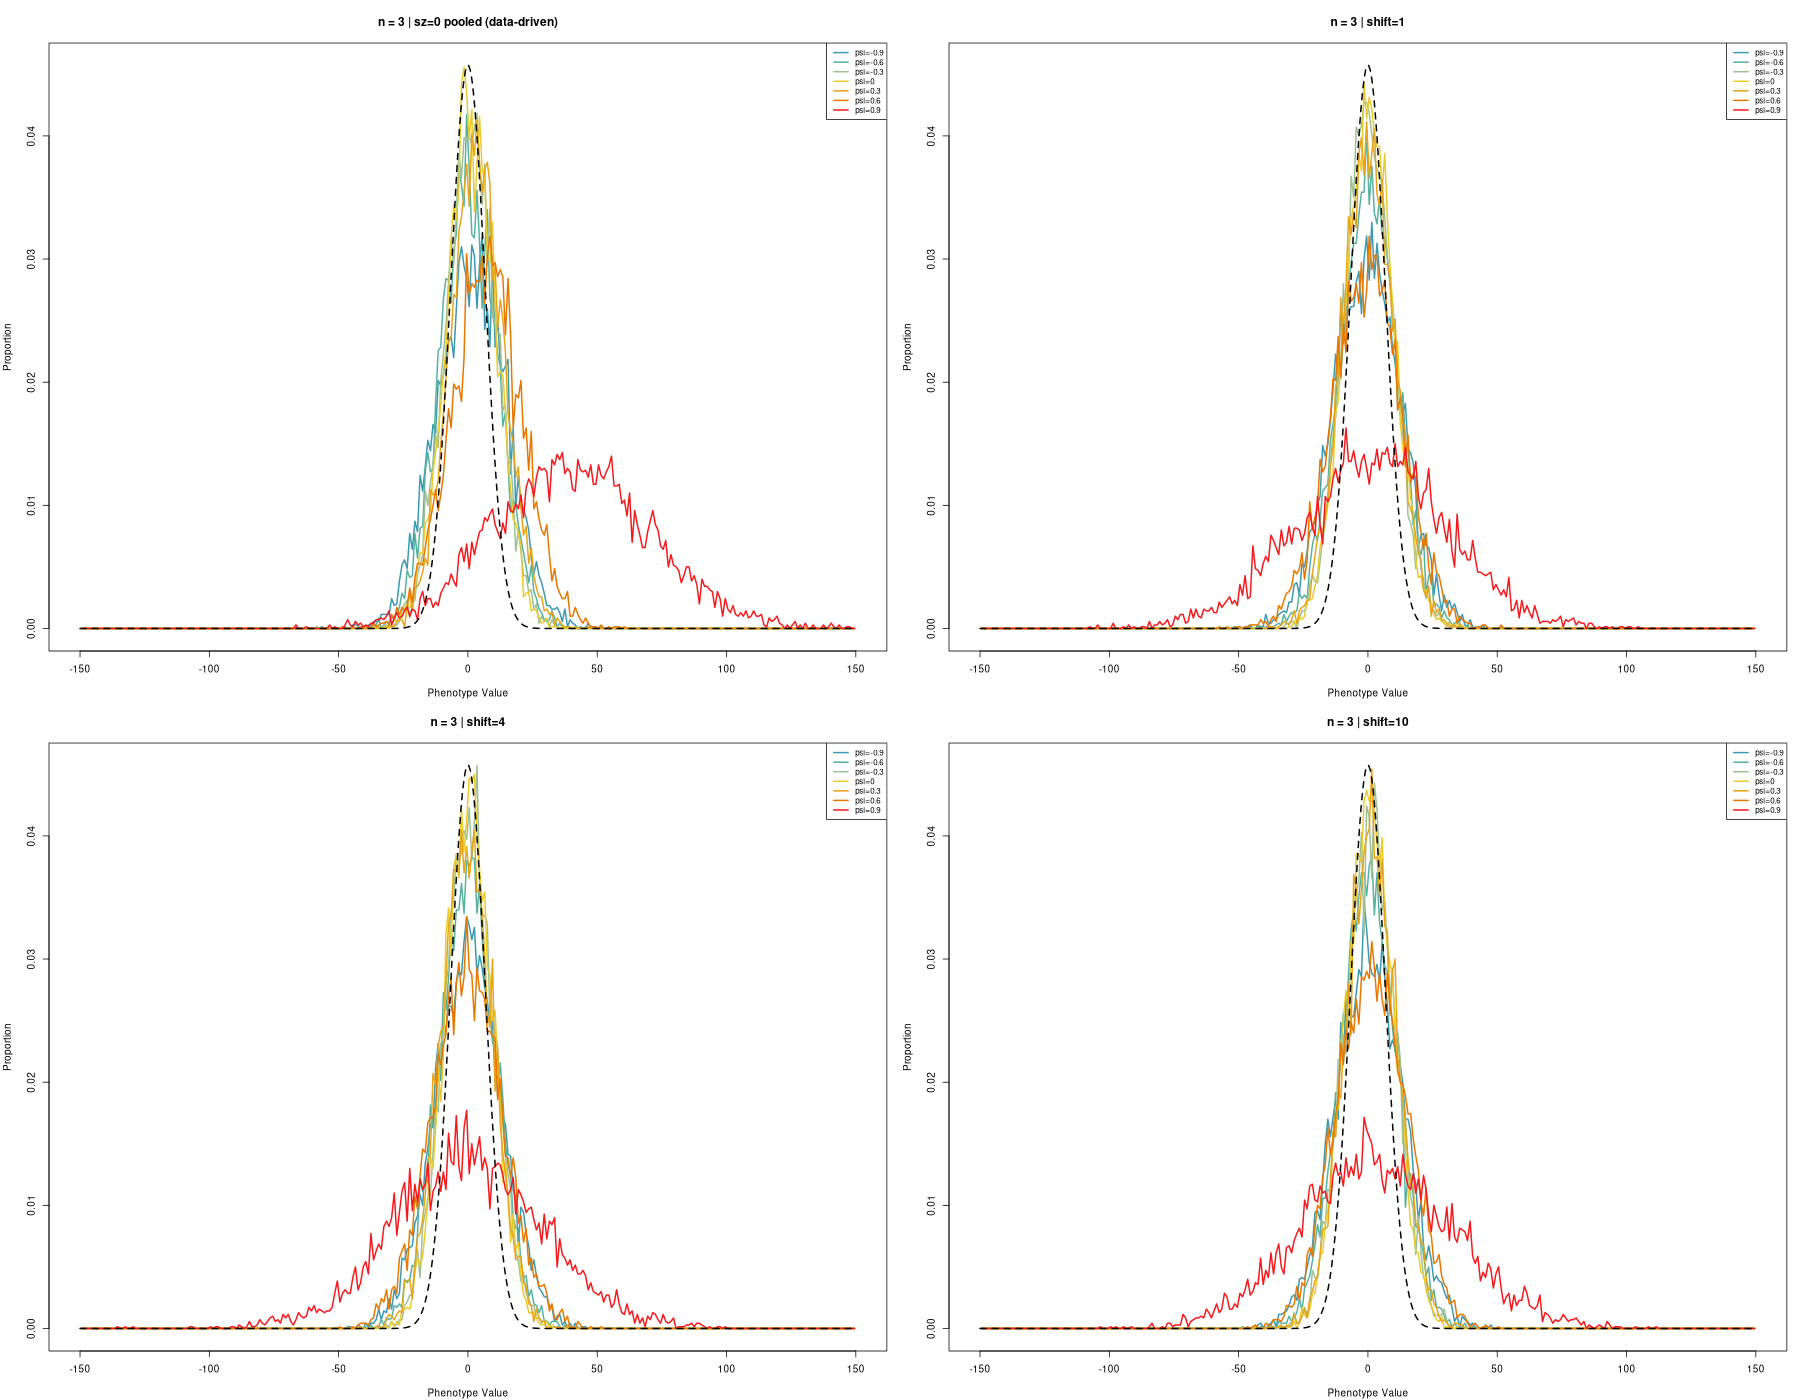 n = 3 | sz=0 pooled (data-driven)
psi=-0.9
psi=-0.6
psi=-0.3
psi=0
psi=0.3
psi=0.6
psi=0.9
Proportion
0.04
0.03
0.02
0.01
0.00
-150 -100 -50 0 50 100 150
Phenotype Value
n = 3 | shift=1
psi=-0.9
psi=-0.6
psi=-0.3
psi=0
psi=0.3
psi=0.6
psi=0.9
Proportion
0.04
0.03
0.02
0.01
0.00
-150 -100 -50 0 50 100 150
Phenotype Value
n = 3 | shift=4
psi=-0.9
psi=-0.6
psi=-0.3
psi=0
psi=0.3
psi=0.6
psi=0.9
Proportion
0.04
0.03
0.02
0.01
0.00
-150 -100 -50 0 50 100 150
Phenotype Value
n = 3 | shift=10
psi=-0.9
psi=-0.6
psi=-0.3
psi=0
psi=0.3
psi=0.6
psi=0.9
Proportion
0.04
0.03
0.02
0.01
0.00
-150 -100 -50 0 50 100 150
Phenotype Value